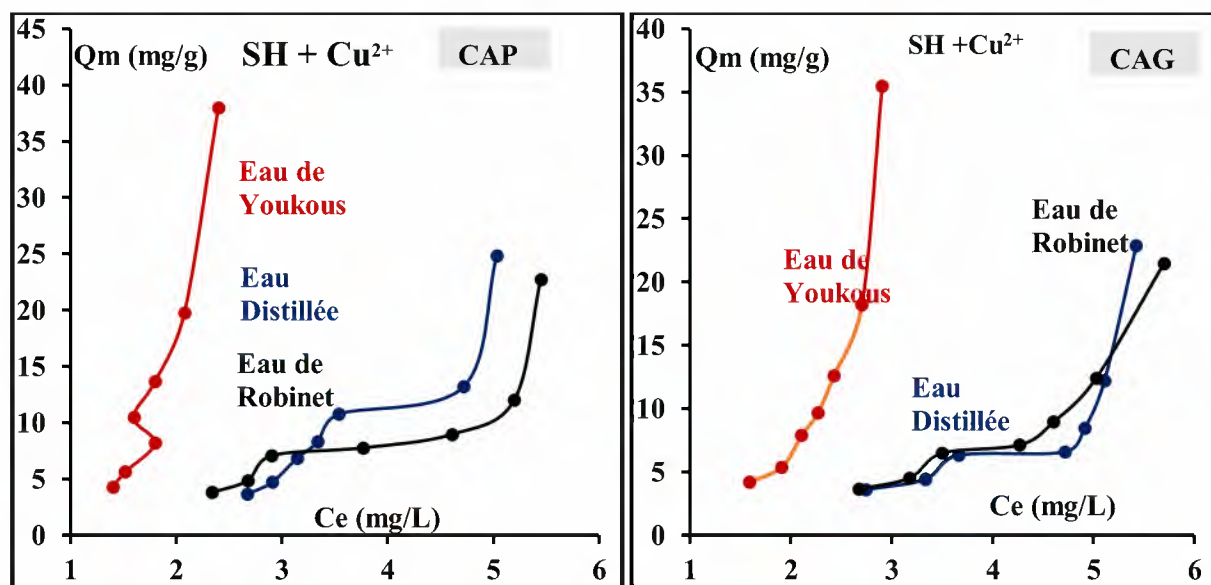 45
40
35
30
25
20
15
10
5
0
Qm (mg/g)
SH + Cu²⁺
CAP
Eau de
Youkous
Eau
Distillée
Eau de
Robinet
Ce (mg/L)
1 2 3 4 5 6
40
35
30
25
20
15
10
5
0
Qm (mg/g)
SH +Cu²⁺
CAG
Eau de
Robinet
Eau de
Youkous
Eau
Distillée
Ce (mg/L)
1 2 3 4 5 6